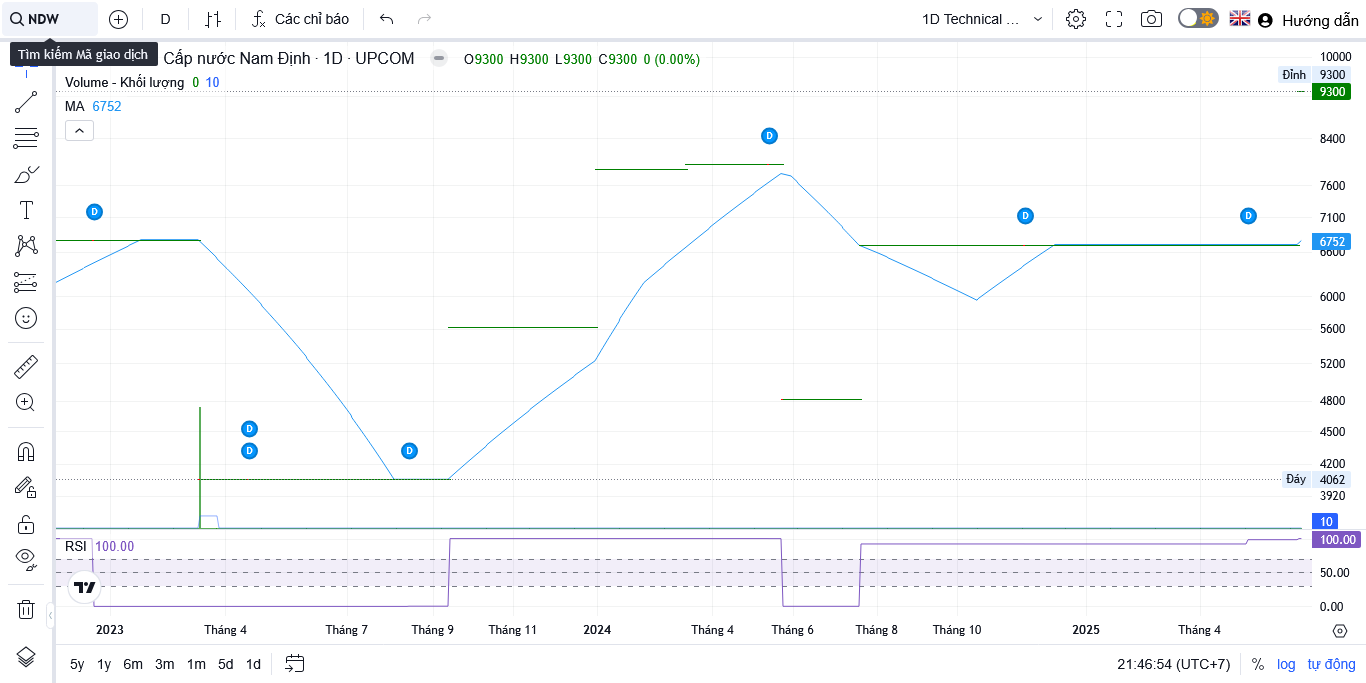 NDW D Các chỉ báo 1D Technical ... Hướng dẫn
Tìm kiếm Mã giao dịch
Cấp nước Nam Định · 1D · UPCOM O9300 H9300 L9300 C9300 0 (0.00%)
Volume - Khối lượng 0 10
MA 6752
10000
Đỉnh 9300
9300
8400
D
7600
D
D
D
7100
6752
6600
6000
5600
5200
4800
D
4500
D
D
4200
Đáy 4062
3920
10
RSI 100.00
100.00
50.00
0.00
2023 Tháng 4 Tháng 7 Tháng 9 Tháng 11 2024 Tháng 4 Tháng 6 Tháng 8 Tháng 10 2025 Tháng 4
5y 1y 6m 3m 1m 5d 1d 21:46:54 (UTC+7) % log tự động